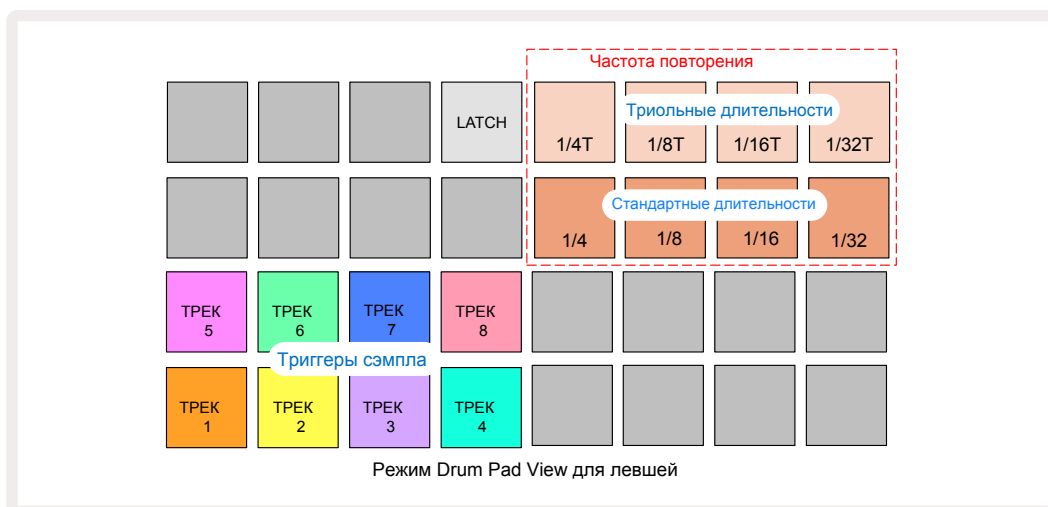 Частота повторения
LATCH
Триольные длительности
1/4T 1/8T 1/16T 1/32T
Стандартные длительности
1/4 1/8 1/16 1/32
ТРЕК ТРЕК ТРЕК ТРЕК
5 6 7 8
Триггеры сэмпла
ТРЕК ТРЕК ТРЕК ТРЕК
1 2 3 4
Режим Drum Pad View для левшей